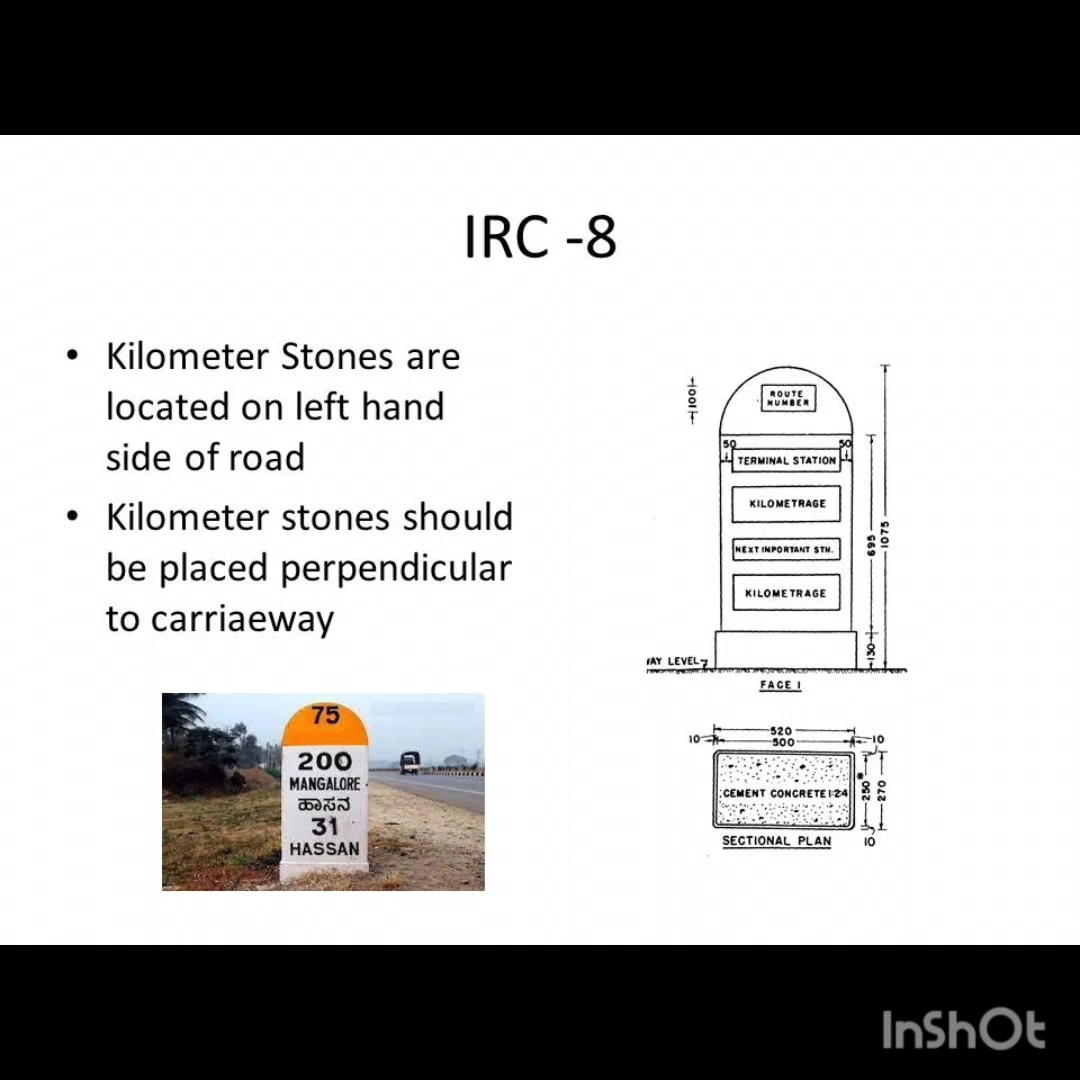 IRC -8
• Kilometer Stones are
located on left hand
side of road
• Kilometer stones should
be placed perpendicular
to carriaeway
75
200
MANGALORE
ಹಾಸನ
31
HASSAN
100
ROUTE
NUMBER
50
50
TERMINAL STATION
KILOMETRAGE
NEXT IMPORTANT STN.
KILOMETRAGE
695
1075
130
/AY LEVEL
FACE 1
520
10
500
10
CEMENT CONCRETE 1:2:4
250*
270
SECTIONAL PLAN
10
InShOt